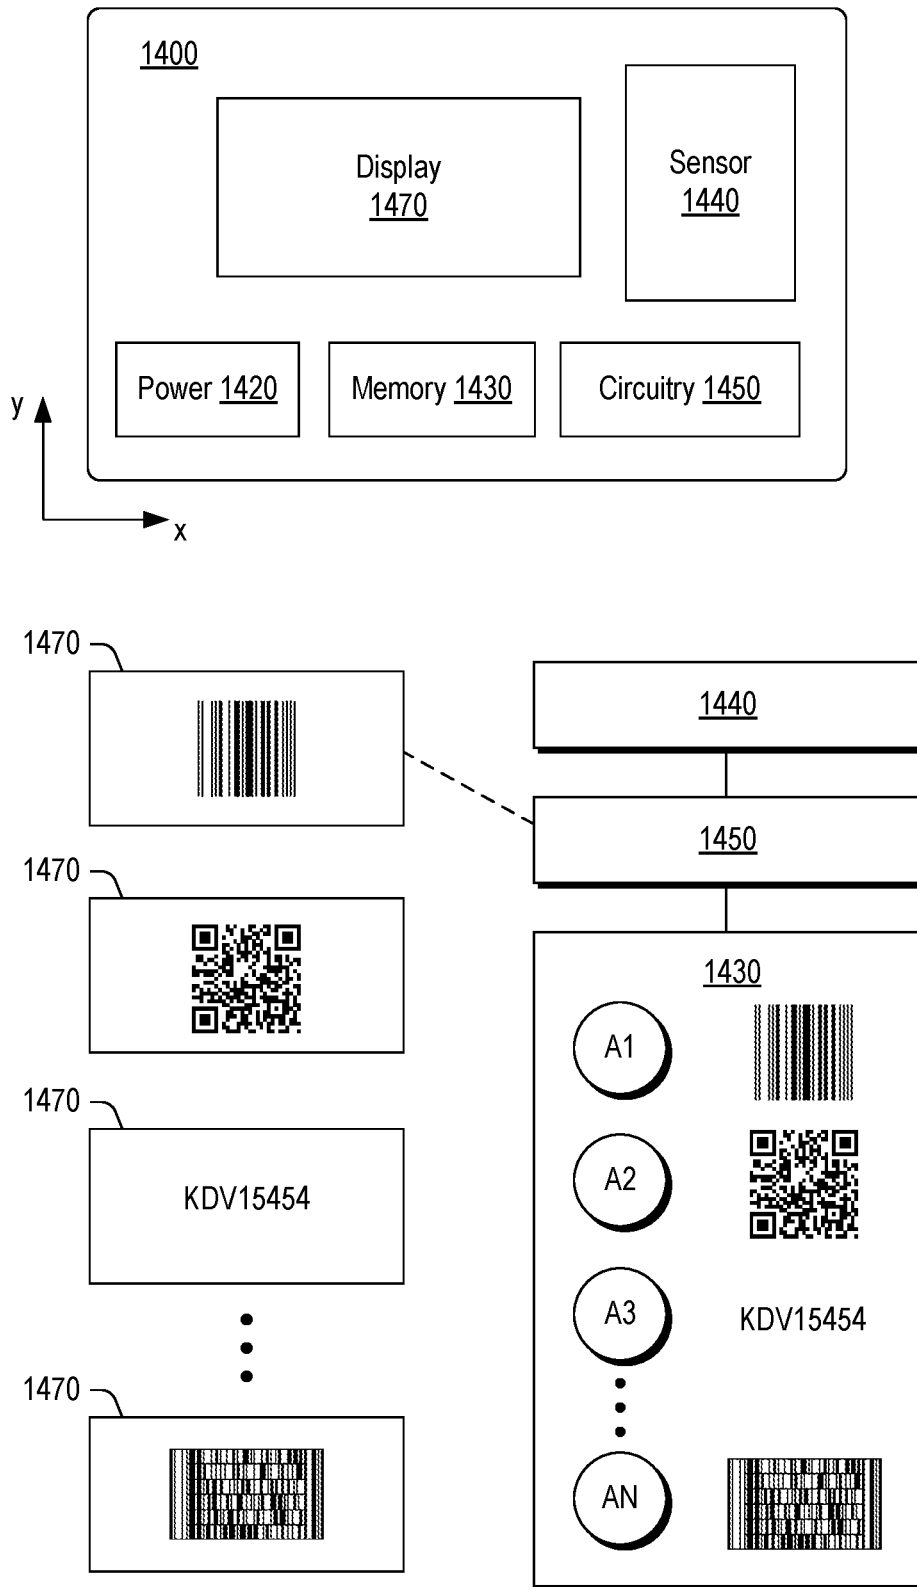 1400
Display
1470
Sensor
1440
Power 1420
Memory 1430
Circuitry 1450
y
x
1470
1440
1450
1470
1430
A1
1470
KDV15454
A2
A3
KDV15454
1470
AN